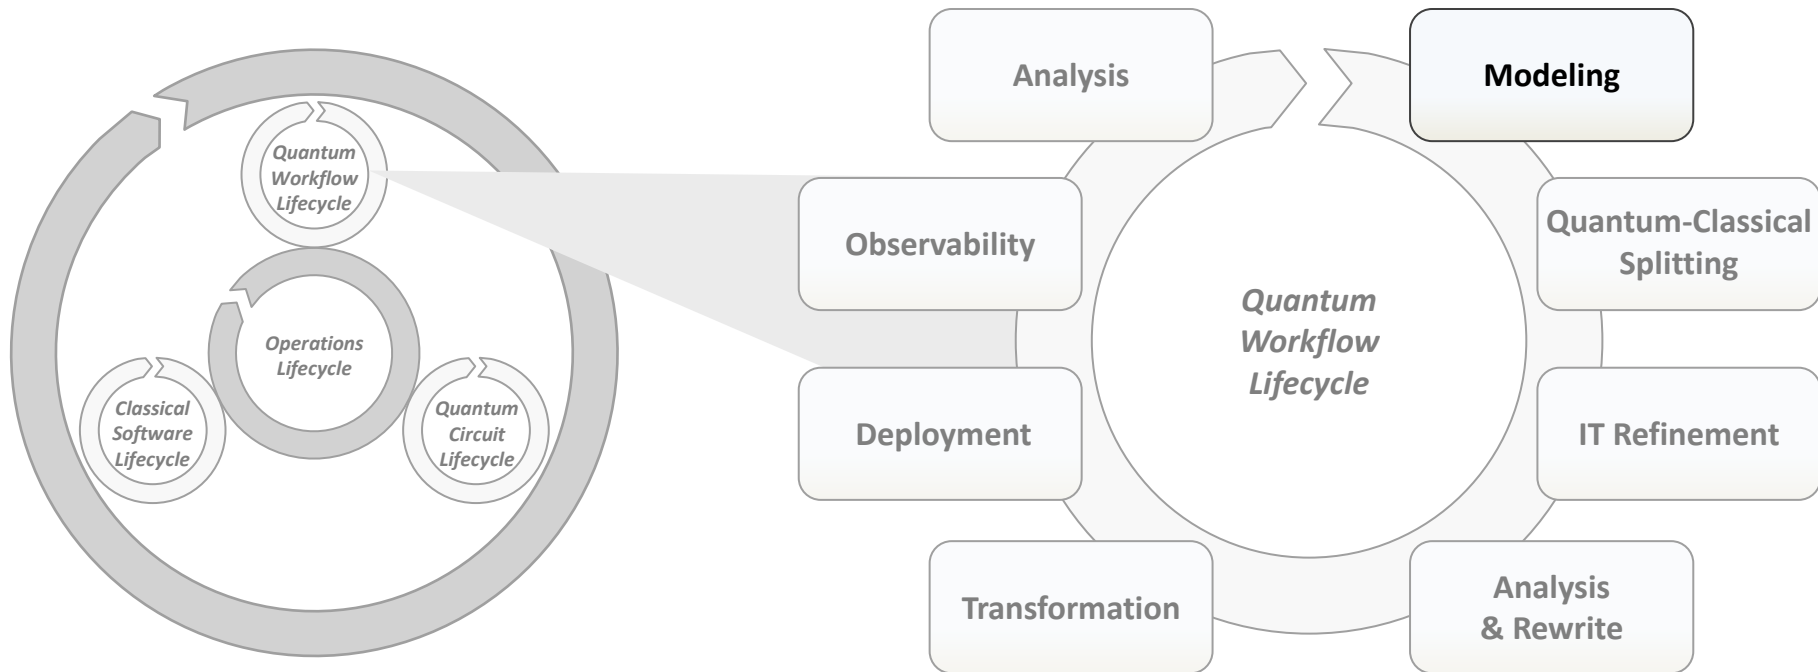 Quantum
Workflow
Lifecycle
Operations
Lifecycle
Classical
Software
Lifecycle
Quantum
Circuit
Lifecycle
Analysis
Modeling
Observability
Quantum-Classical
Splitting
Quantum
Workflow
Lifecycle
Deployment
IT Refinement
Transformation
Analysis
& Rewrite